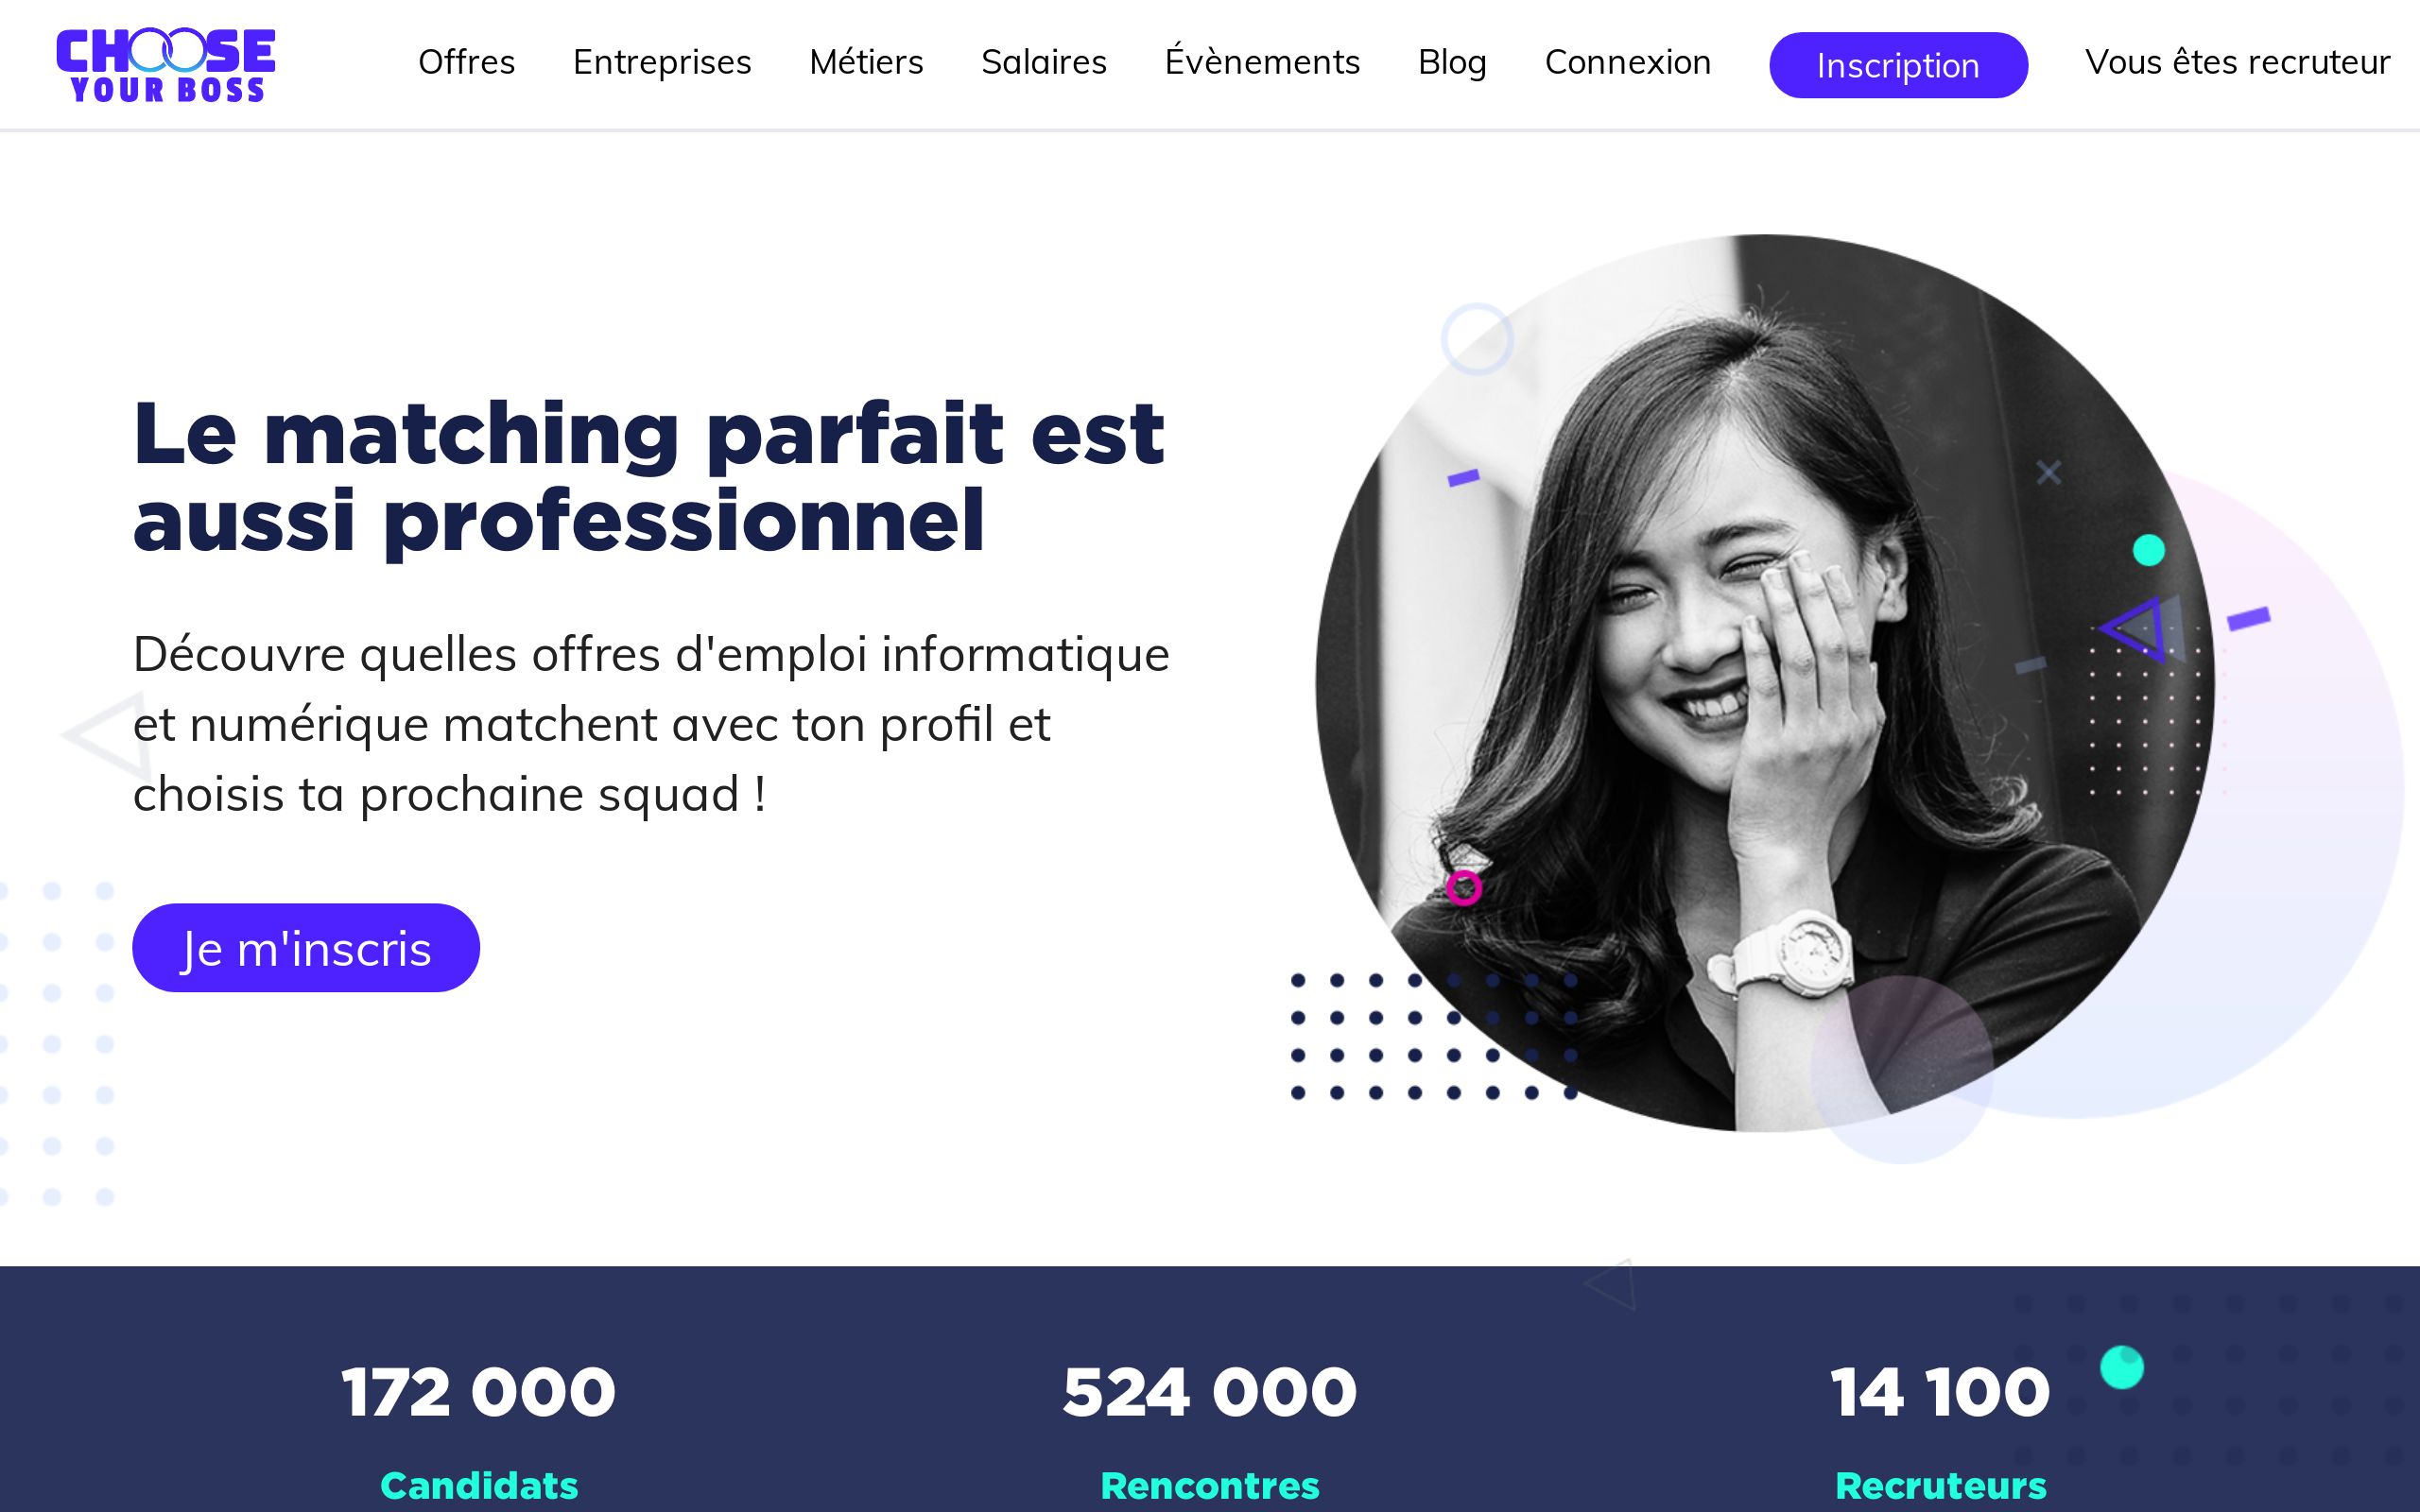 CHOOSE
YOUR BOSS
Offres
Entreprises
Métiers
Salaires
Évènements
Blog
Connexion
Inscription
Vous êtes recruteur
Le matching parfait est
aussi professionnel
Découvre quelles offres d'emploi informatique
et numérique matchent avec ton profil et
choisis ta prochaine squad !
Je m'inscris
172 000
Candidats
524 000
Rencontres
14 100
Recruteurs